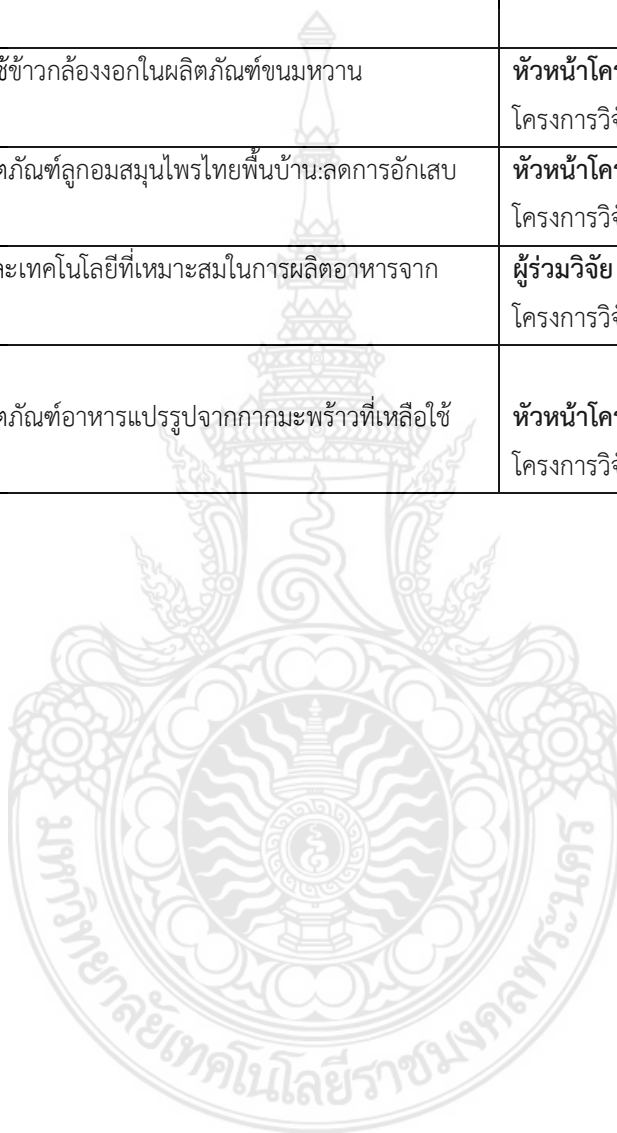 ช้ข้าวกล้องงอกในผลิตภัณฑ์ขนมหวาน
หัวหน้าโคร
โครงการวิจั
ตภัณฑ์ลูกอมสมุนไพรไทยพื้นบ้าน:ลดการอักเสบ
หัวหน้าโคร
โครงการวิจั
ละเทคโนโลยีที่เหมาะสมในการผลิตอาหารจาก
ผู้ร่วมวิจัย
โครงการวิจั
ตภัณฑ์อาหารแปรรูปจากกากมะพร้าวที่เหลือใช้
หัวหน้าโคร
โครงการวิจั
มหาวิทยาลัยเทคโนโลยีราชมงคลพระนคร